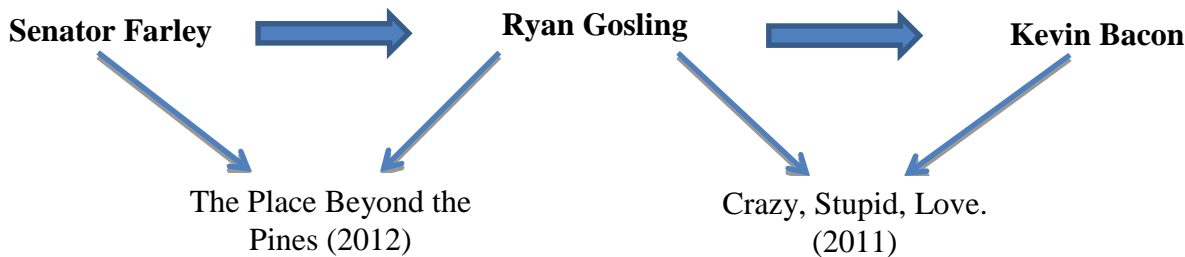 Senator Farley
Ryan Gosling
Kevin Bacon
The Place Beyond the
Pines (2012)
Crazy, Stupid, Love.
(2011)